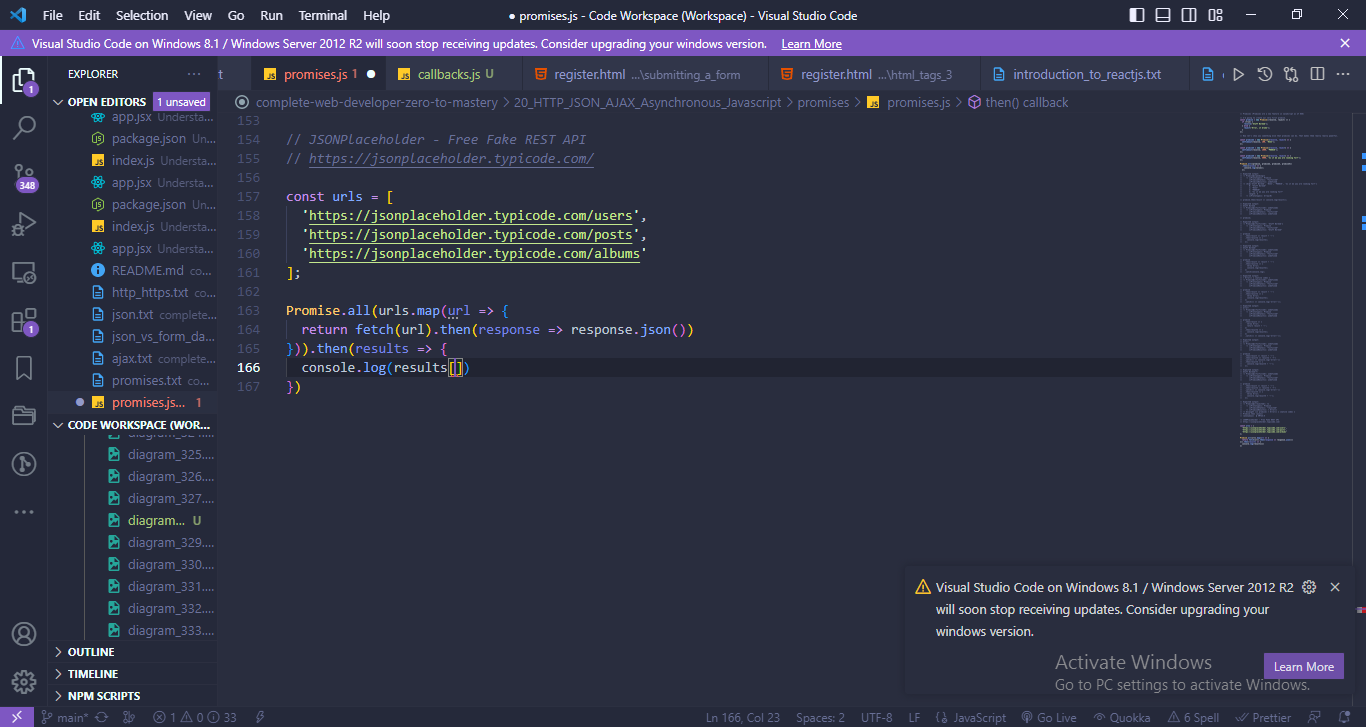 File Edit Selection View Go Run Terminal Help
● promises.js - Code Workspace (Workspace) - Visual Studio Code
Visual Studio Code on Windows 8.1 / Windows Server 2012 R2 will soon stop receiving updates. Consider upgrading your windows version. Learn More
EXPLORER
t
promises.js 1
callbacks.js U
register.html ...\submitting_a_form
register.html ...\html_tags_3
introduction_to_reactjs.txt
OPEN EDITORS 1 unsaved
complete-web-developer-zero-to-mastery > 20_HTTP_JSON_AJAX_Asynchronous_Javascript > promises > promises.js > then() callback
app.jsx Understa...
package.json Un...
index.js Understa...
app.jsx Understa...
package.json Un...
index.js Understa...
app.jsx Understa...
README.md co...
http_https.txt co...
json.txt complete...
json_vs_form_da...
ajax.txt complete...
promises.txt co...
promises.js... 1
CODE WORKSPACE (WOR...
diagram_324....
diagram_325....
diagram_326....
diagram_327....
diagram... U
diagram_329....
diagram_330....
diagram_331....
diagram_332....
diagram_333....
OUTLINE
TIMELINE
NPM SCRIPTS
1
348
1
153
154 // JSONPlaceholder - Free Fake REST API
155 // https://jsonplaceholder.typicode.com/
156
157 const urls = [
158 'https://jsonplaceholder.typicode.com/users',
159 'https://jsonplaceholder.typicode.com/posts',
160 'https://jsonplaceholder.typicode.com/albums'
161 ];
162
163 Promise.all(urls.map(url => {
164 return fetch(url).then(response => response.json())
165 })).then(results => {
166 console.log(results[])
167 })
Visual Studio Code on Windows 8.1 / Windows Server 2012 R2
will soon stop receiving updates. Consider upgrading your
windows version.
Learn More
Activate Windows
Go to PC settings to activate Windows.
main* 1 0 33
Ln 166, Col 23 Spaces: 2 UTF-8 LF {} JavaScript Go Live Quokka 6 Spell Prettier